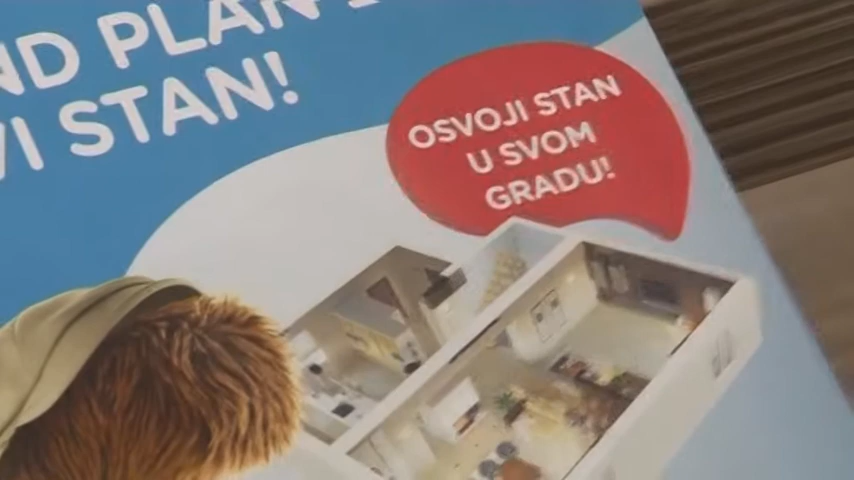 ND PLAN
VI STAN!
OSVOJI STAN
U SVOM
GRADU!